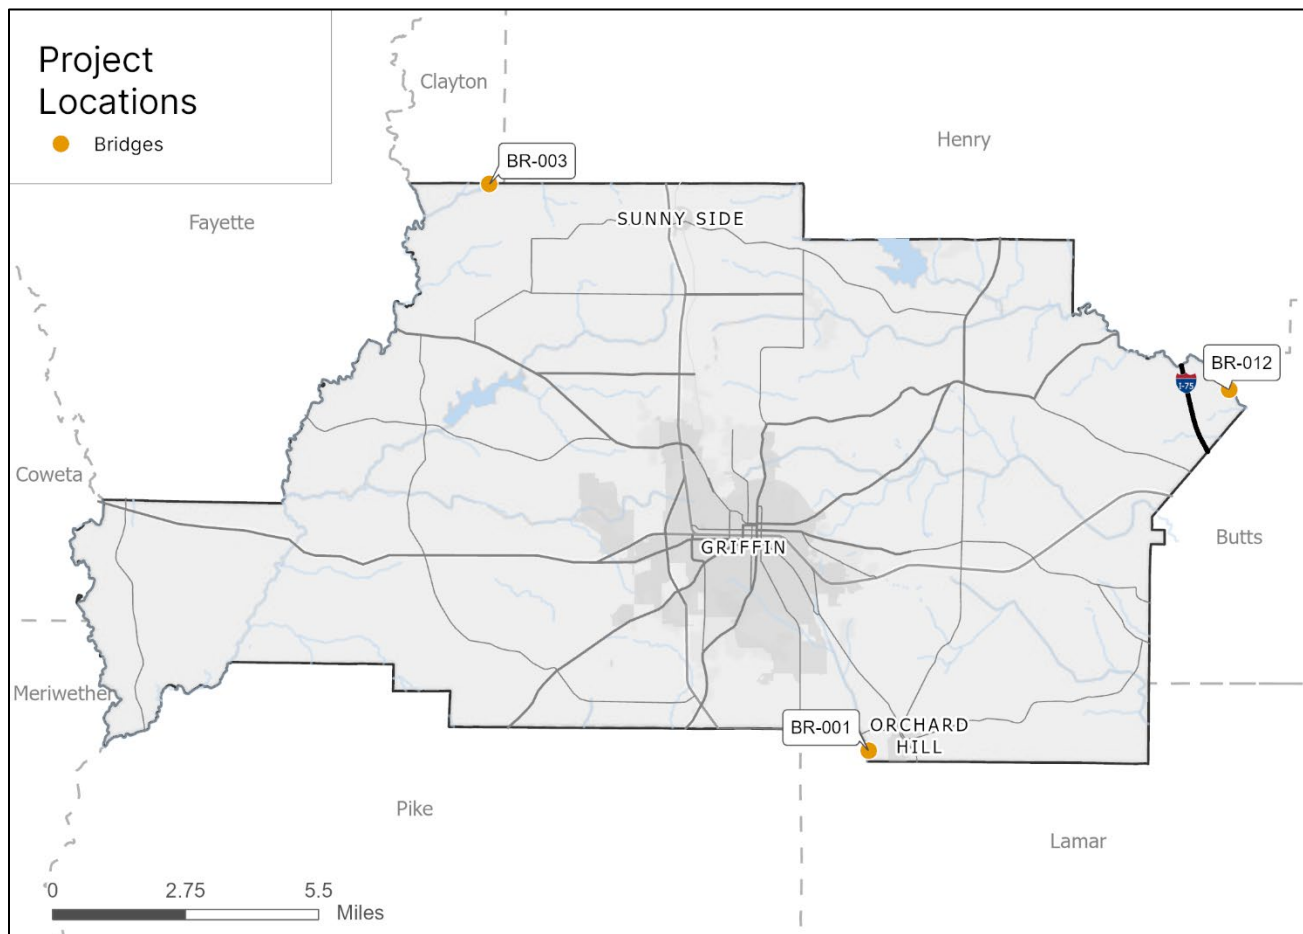 Project
Locations
Bridges
Clayton
Henry
BR-003
Fayette
SUNNY SIDE
BR-012
I-75
Coweta
GRIFFIN
Butts
Meriwether
BR-001
ORCHARD
HILL
Pike
Lamar
0 2.75 5.5
Miles